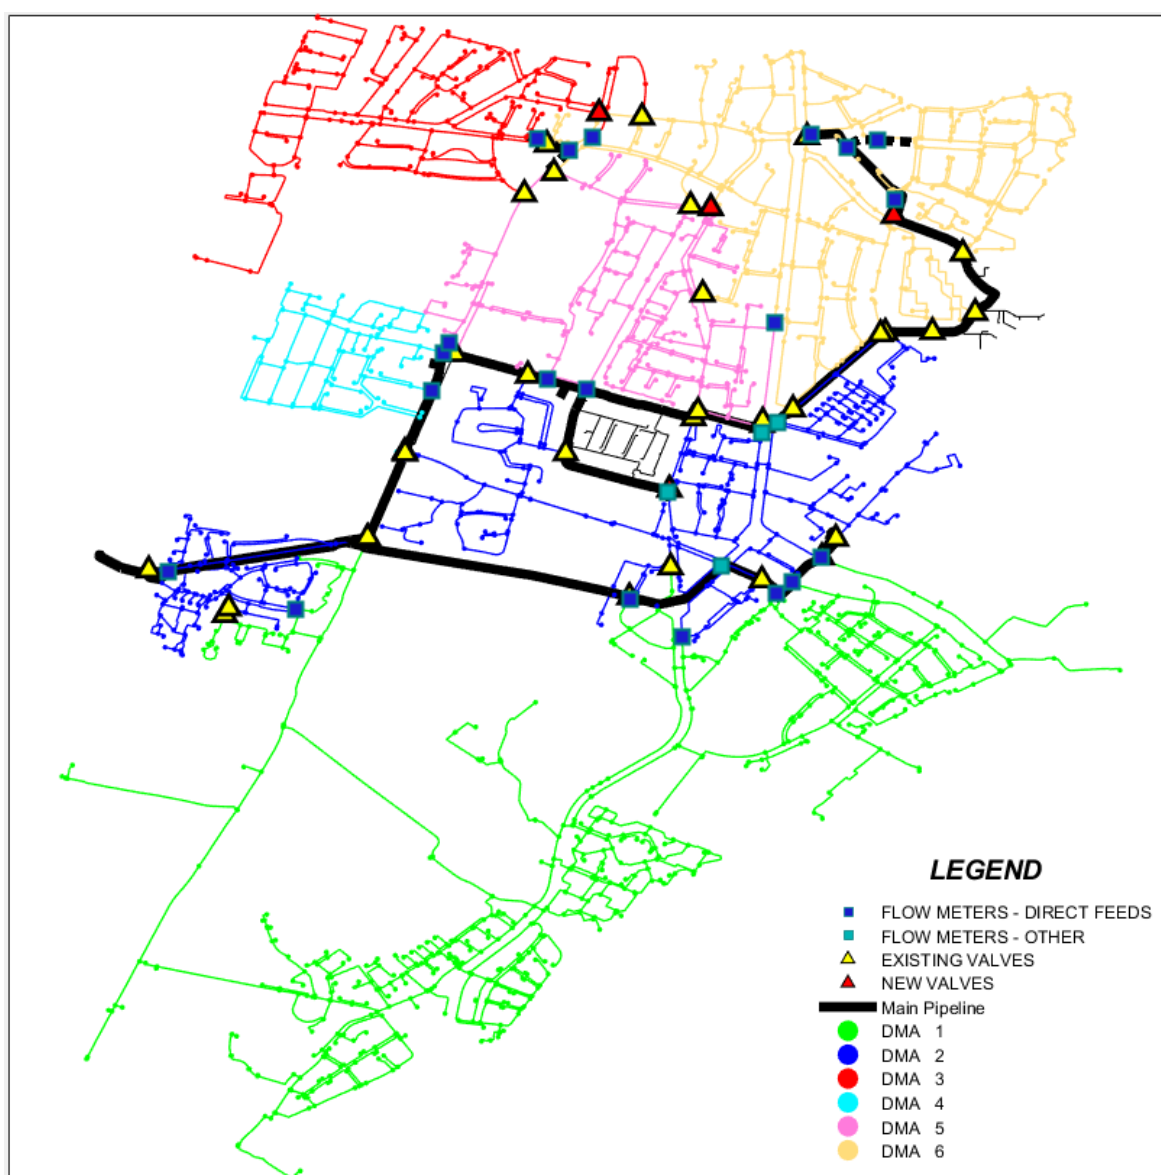 LEGEND
FLOW METERS - DIRECT FEEDS
FLOW METERS - OTHER
EXISTING VALVES
NEW VALVES
Main Pipeline
DMA 1
DMA 2
DMA 3
DMA 4
DMA 5
DMA 6